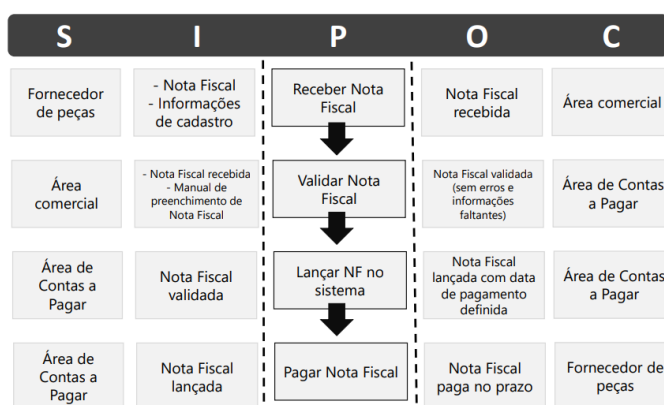 S I P O C
Fornecedor
de peças
- Nota Fiscal
- Informações
de cadastro
Receber Nota
Fiscal
Nota Fiscal
recebida
Área comercial
Área
comercial
- Nota Fiscal recebida
- Manual de
preenchimento de
Nota Fiscal
Validar Nota
Fiscal
Nota Fiscal validada
(sem erros e
informações
faltantes)
Área de Contas
a Pagar
Área de
Contas a
Pagar
Nota Fiscal
validada
Lançar NF no
sistema
Nota Fiscal
lançada com data
de pagamento
definida
Área de Contas
a Pagar
Área de
Contas a
Pagar
Nota Fiscal
lançada
Pagar Nota Fiscal
Nota Fiscal
paga no prazo
Fornecedor de
peças